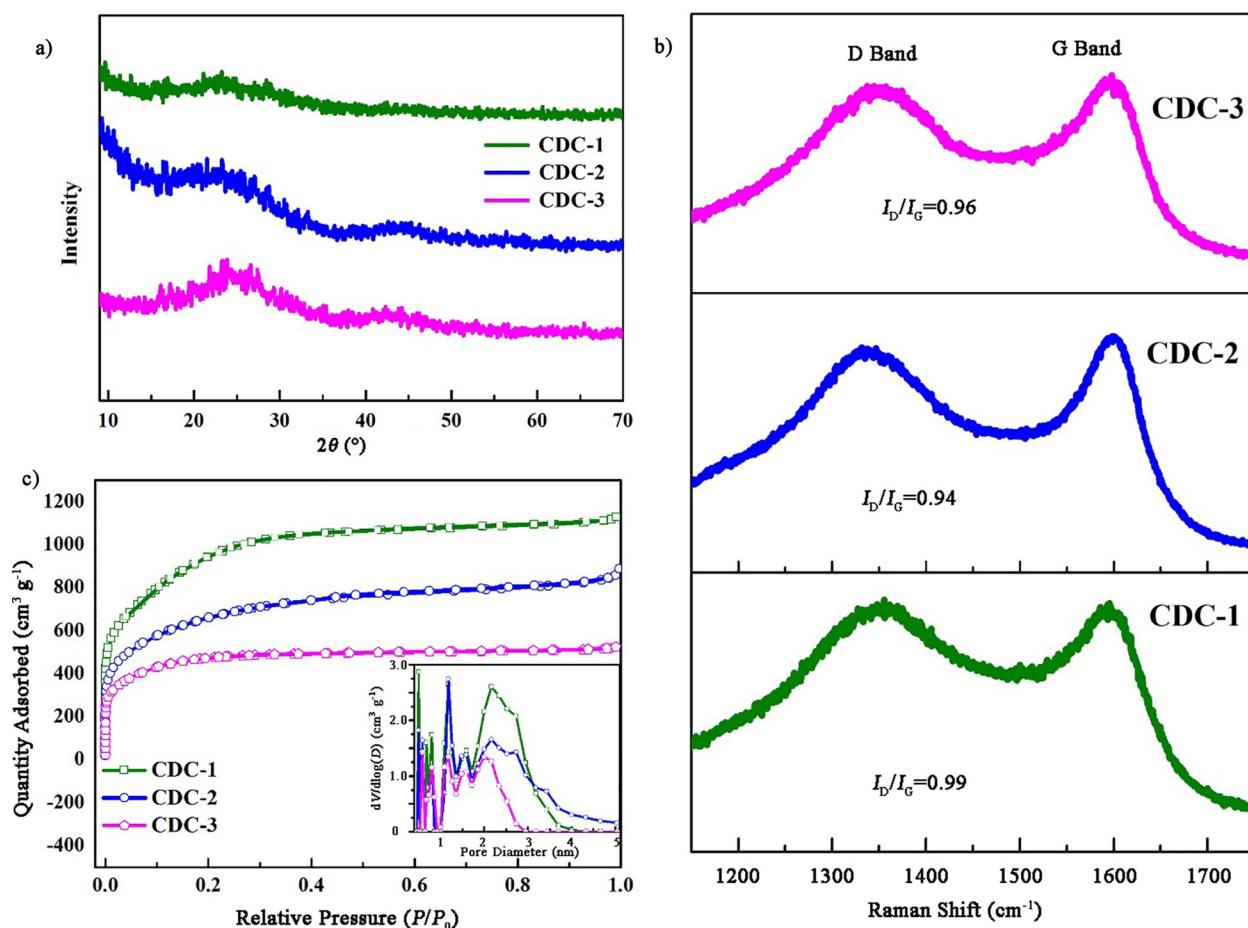 a)
Intensity
CDC-1
CDC-2
CDC-3
10 20 30 40 50 60 70
2θ (°)
b)
D Band
G Band
CDC-3
I_D/I_G=0.96
CDC-2
I_D/I_G=0.94
CDC-1
I_D/I_G=0.99
1200 1300 1400 1500 1600 1700
Raman Shift (cm⁻¹)
c)
Quantity Adsorbed (cm³ g⁻¹)
1200
1000
800
600
400
200
0
-200
-400
CDC-1
CDC-2
CDC-3
dV/dlog(D) (cm³ g⁻¹)
3.0
2.0
1.0
0
1 2 3 4 5
Pore Diameter (nm)
0.0 0.2 0.4 0.6 0.8 1.0
Relative Pressure (P/P₀)